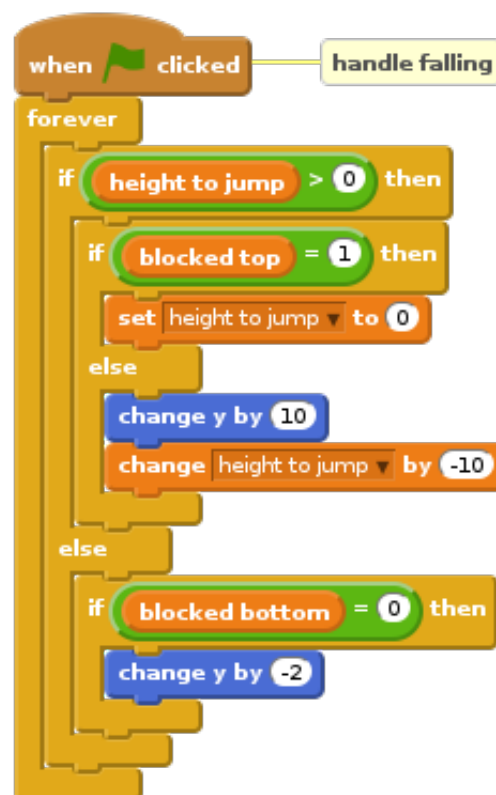 when clicked handle falling
forever
if height to jump > 0 then
if blocked top = 1 then
set height to jump to 0
else
change y by 10
change height to jump by -10
else
if blocked bottom = 0 then
change y by -2